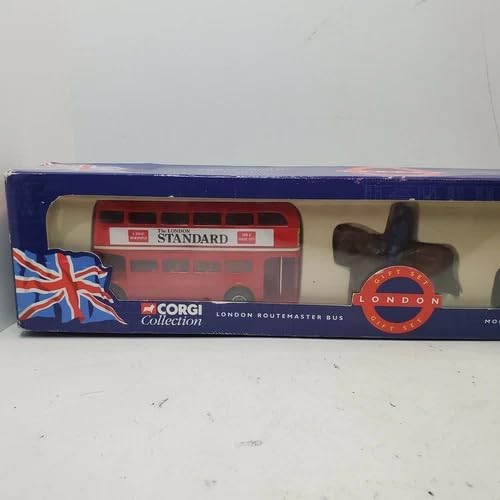 The LONDON
STANDARD
CORGI
Collection
LONDON ROUTEMASTER BUS
GIFT SET
LONDON
GIFT SET